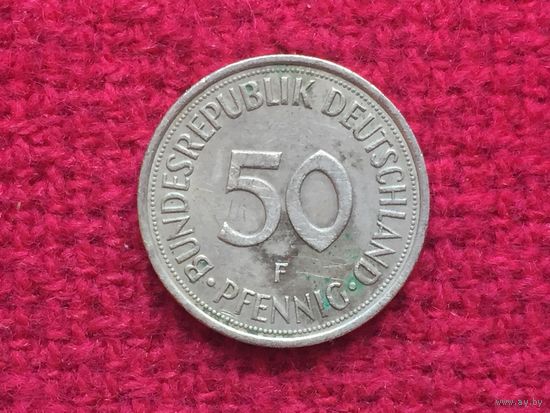 BUNDESREPUBLIK DEUTSCHLAND
50
F
· PFENNIG ·
www.ay.by